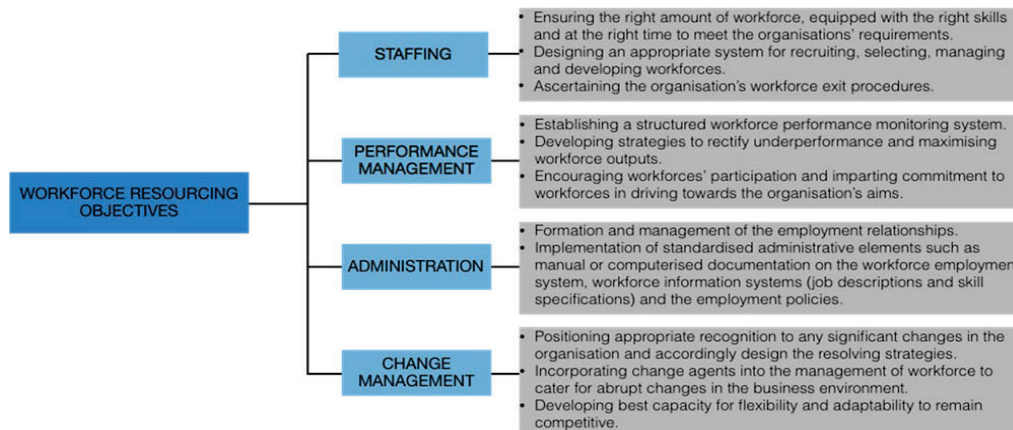 WORKFORCE RESOURCING
OBJECTIVES
STAFFING
• Ensuring the right amount of workforce, equipped with the right skills
and at the right time to meet the organisations' requirements.
• Designing an appropriate system for recruiting, selecting, managing
and developing workforces.
• Ascertaining the organisation's workforce exit procedures.
PERFORMANCE
MANAGEMENT
• Establishing a structured workforce performance monitoring system.
• Developing strategies to rectify underperformance and maximising
workforce outputs.
• Encouraging workforces' participation and imparting commitment to
workforces in driving towards the organisation's aims.
ADMINISTRATION
• Formation and management of the employment relationships.
• Implementation of standardised administrative elements such as
manual or computerised documentation on the workforce employmen
system, workforce information systems (job descriptions and skill
specifications) and the employment policies.
CHANGE
MANAGEMENT
• Positioning appropriate recognition to any significant changes in the
organisation and accordingly design the resolving strategies.
• Incorporating change agents into the management of workforce to
cater for abrupt changes in the business environment.
• Developing best capacity for flexibility and adaptability to remain
competitive.